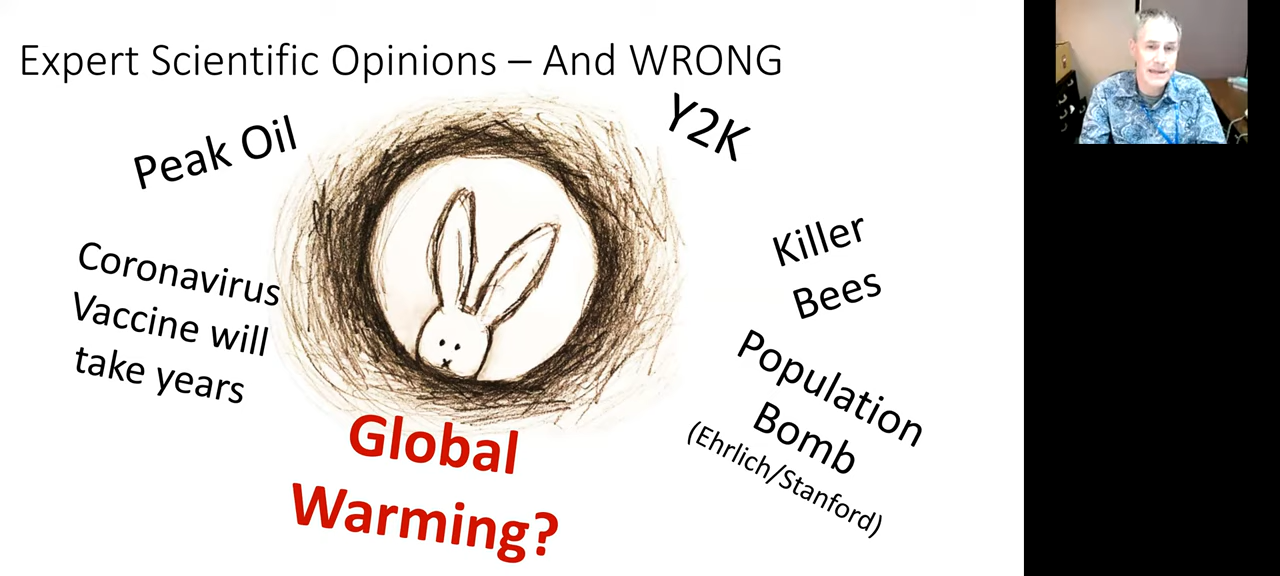 Expert Scientific Opinions – And WRONG
Peak Oil
Y2K
Coronavirus
Vaccine will
take years
Killer
Bees
Population
Bomb
(Ehrlich/Stanford)
Global
Warming?